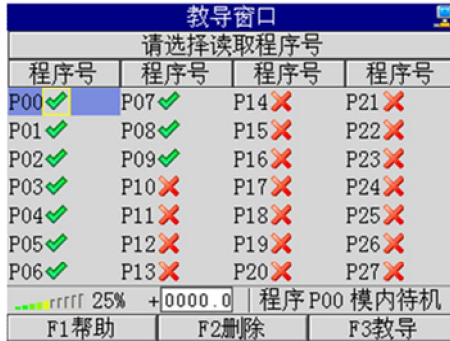 教导窗口
请选择读取程序号
程序号 程序号 程序号 程序号
P00 P07 P14 P21
P01 P08 P15 P22
P02 P09 P16 P23
P03 P10 P17 P24
P04 P11 P18 P25
P05 P12 P19 P26
P06 P13 P20 P27
25% +0000.0 程序P00 模内待机
F1帮助 F2删除 F3教导